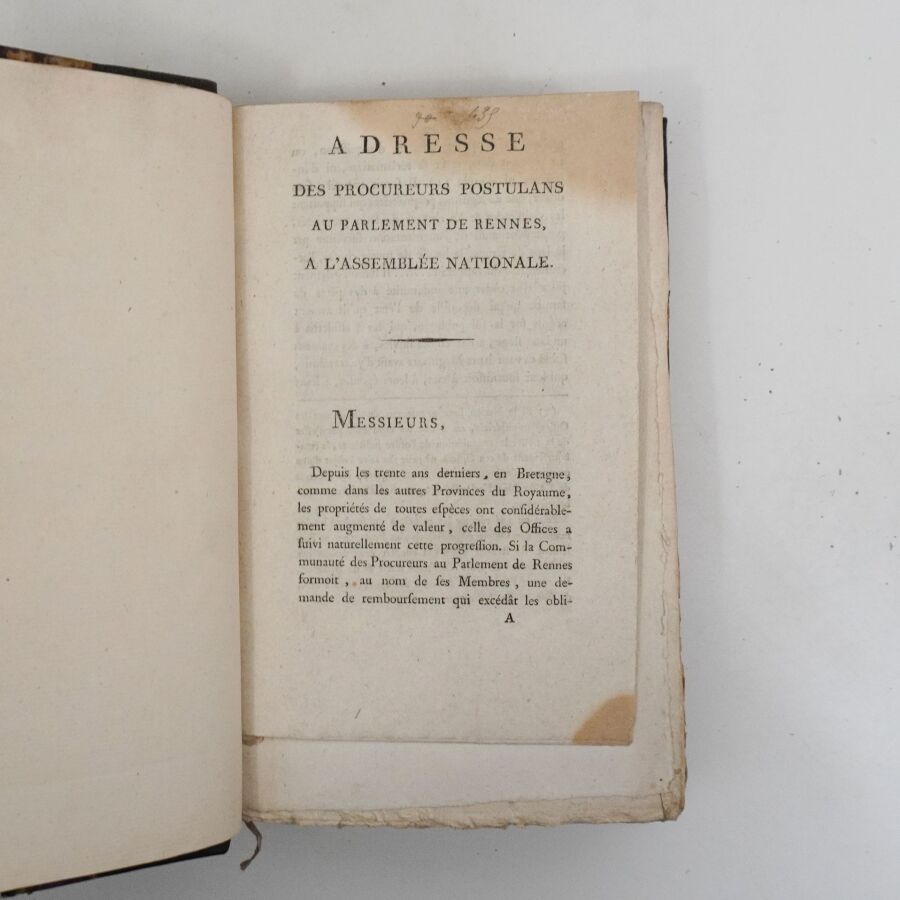 ADRESSE
DES PROCUREURS POSTULANS
AU PARLEMENT DE RENNES,
A L'ASSEMBLÉE NATIONALE.
MESSIEURS,
Depuis les trente ans derniers, en Bretagne,
comme dans les autres Provinces du Royaume,
les propriétés de toutes eſpèces ont conſidérable-
ment augmenté de valeur, celle des Offices a
ſuivi naturellement cette progreſſion. Si la Com-
munauté des Procureurs au Parlement de Rennes
formoit, au nom de ſes Membres, une de-
mande de rembourſement qui excédât les obli-
A